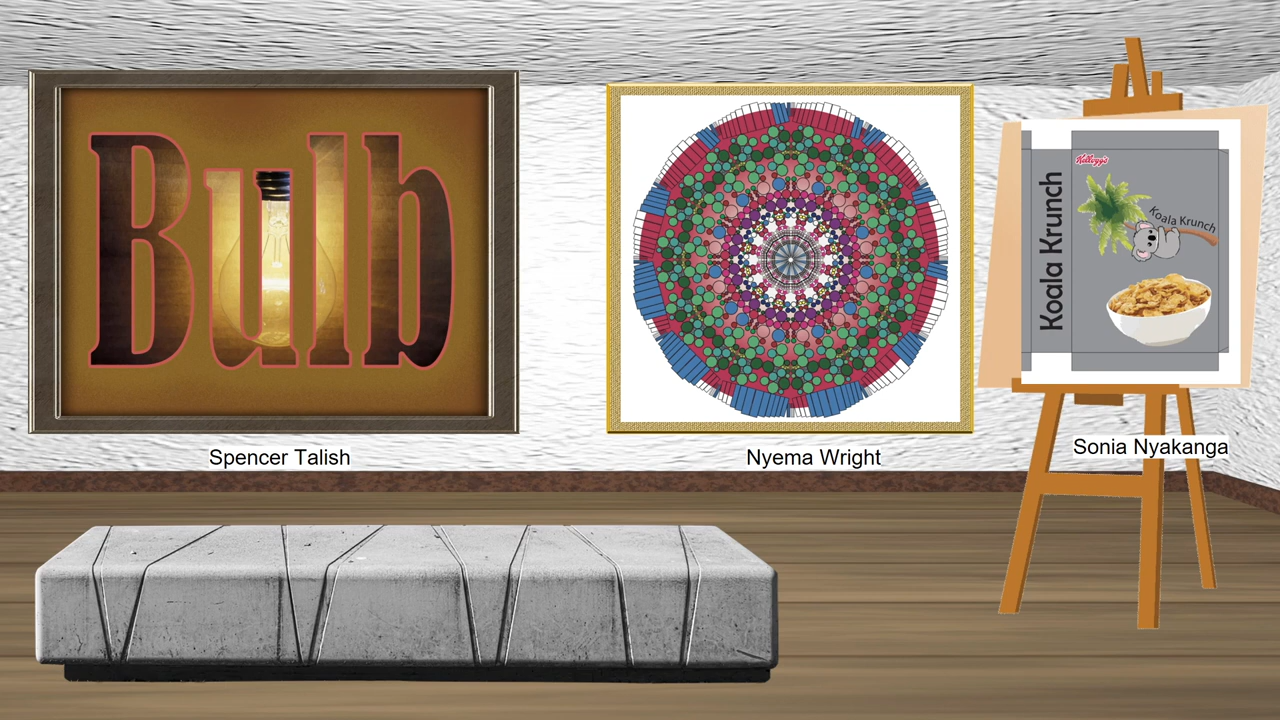 Bulb
Spencer Talish
Nyema Wright
Koala Krunch
Kellogg's
Koala Krunch
Sonia Nyakanga